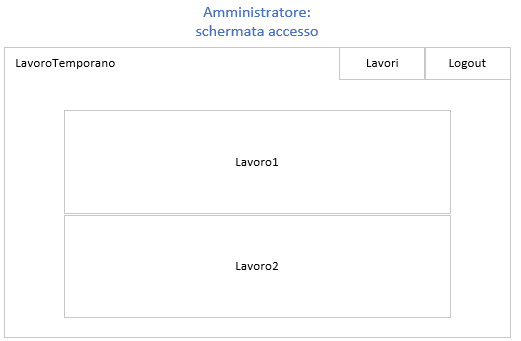 Amministratore:
schermata accesso
LavoroTemporano
Lavori
Logout
Lavoro1
Lavoro2